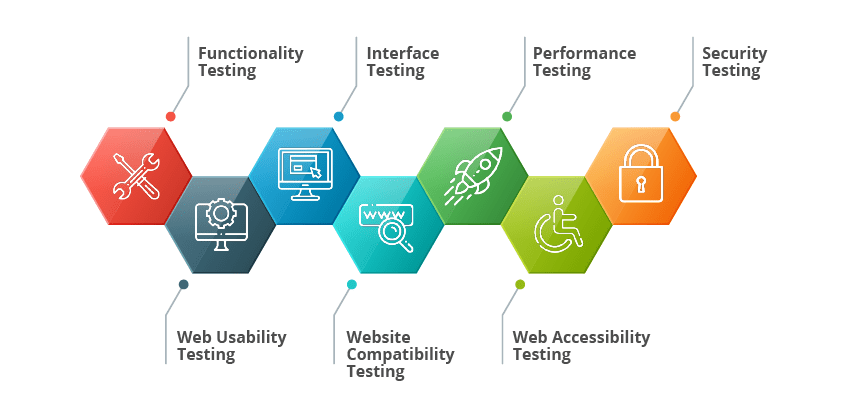 Functionality
Testing
Interface
Testing
Performance
Testing
Security
Testing
www
Web Usability
Testing
Website
Compatibility
Testing
Web Accessibility
Testing